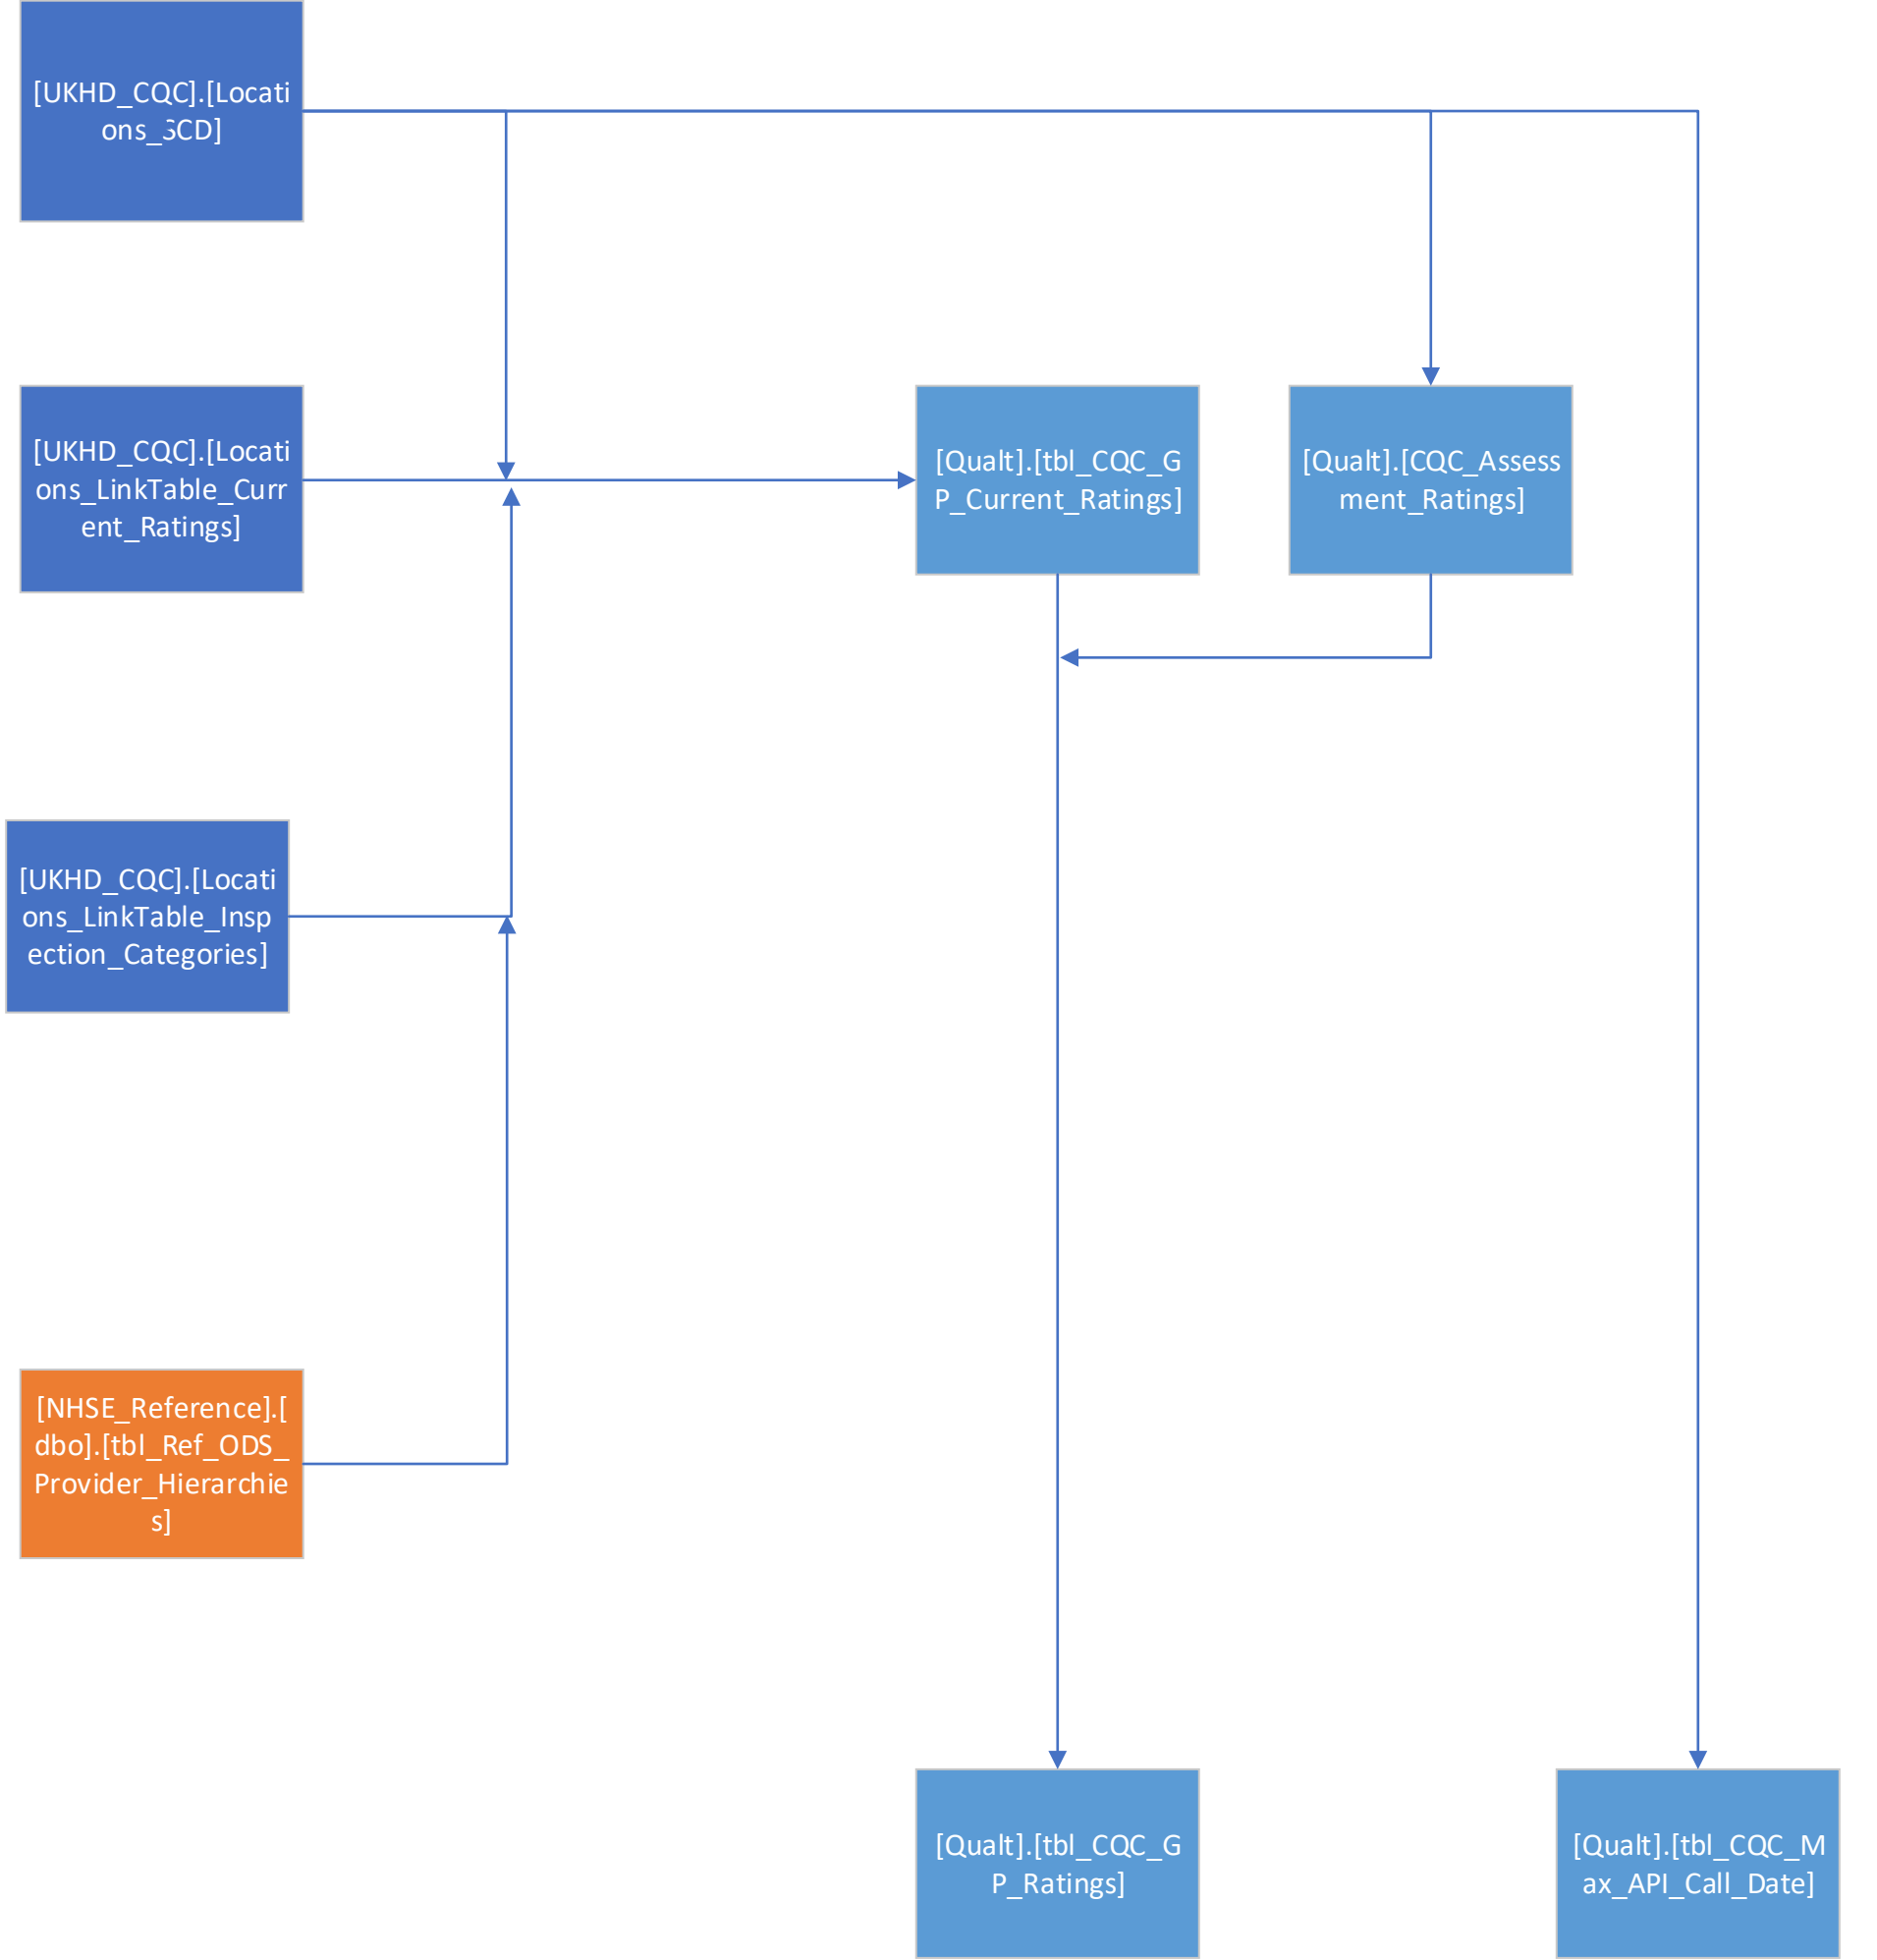 [UKHD_CQC].[Locati
ons_SCD]
[UKHD_CQC].[Locati
ons_LinkTable_Curr
ent_Ratings]
[Qualt].[tbl_CQC_G
P_Current_Ratings]
[Qualt].[CQC_Assess
ment_Ratings]
[UKHD_CQC].[Locati
ons_LinkTable_Insp
ection_Categories]
[NHSE_Reference].[
dbo].[tbl_Ref_ODS_
Provider_Hierarchie
s]
[Qualt].[tbl_CQC_G
P_Ratings]
[Qualt].[tbl_CQC_M
ax_API_Call_Date]